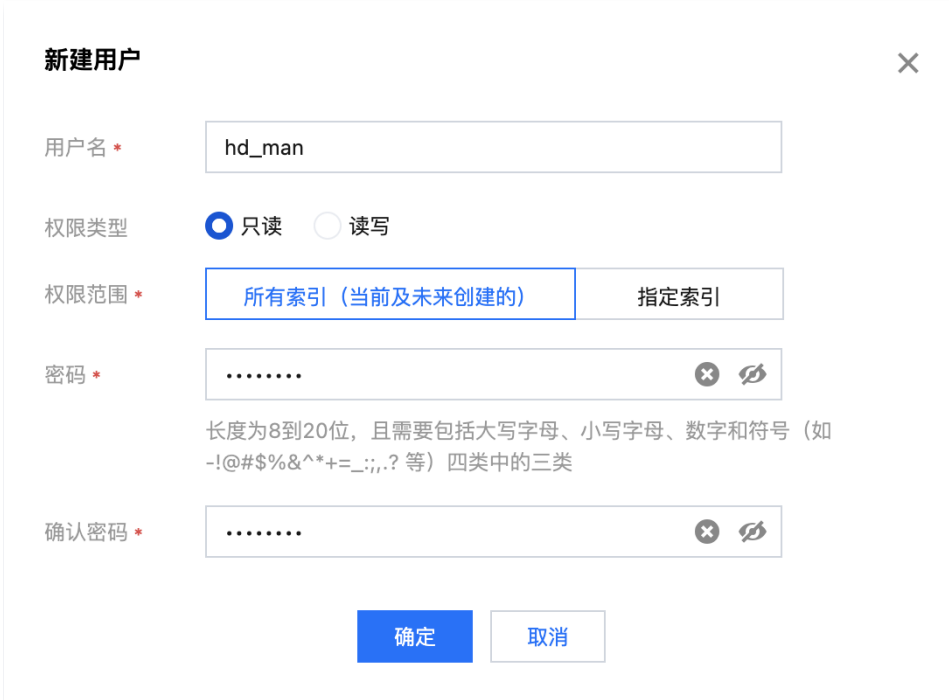 新建用户
用户名 *
hd_man
权限类型
只读 读写
权限范围 *
所有索引（当前及未来创建的） 指定索引
密码 *
••••••••
长度为8到20位，且需要包括大写字母、小写字母、数字和符号（如
-!@#$%&^*+=_:;,.? 等）四类中的三类
确认密码 *
••••••••
确定 取消